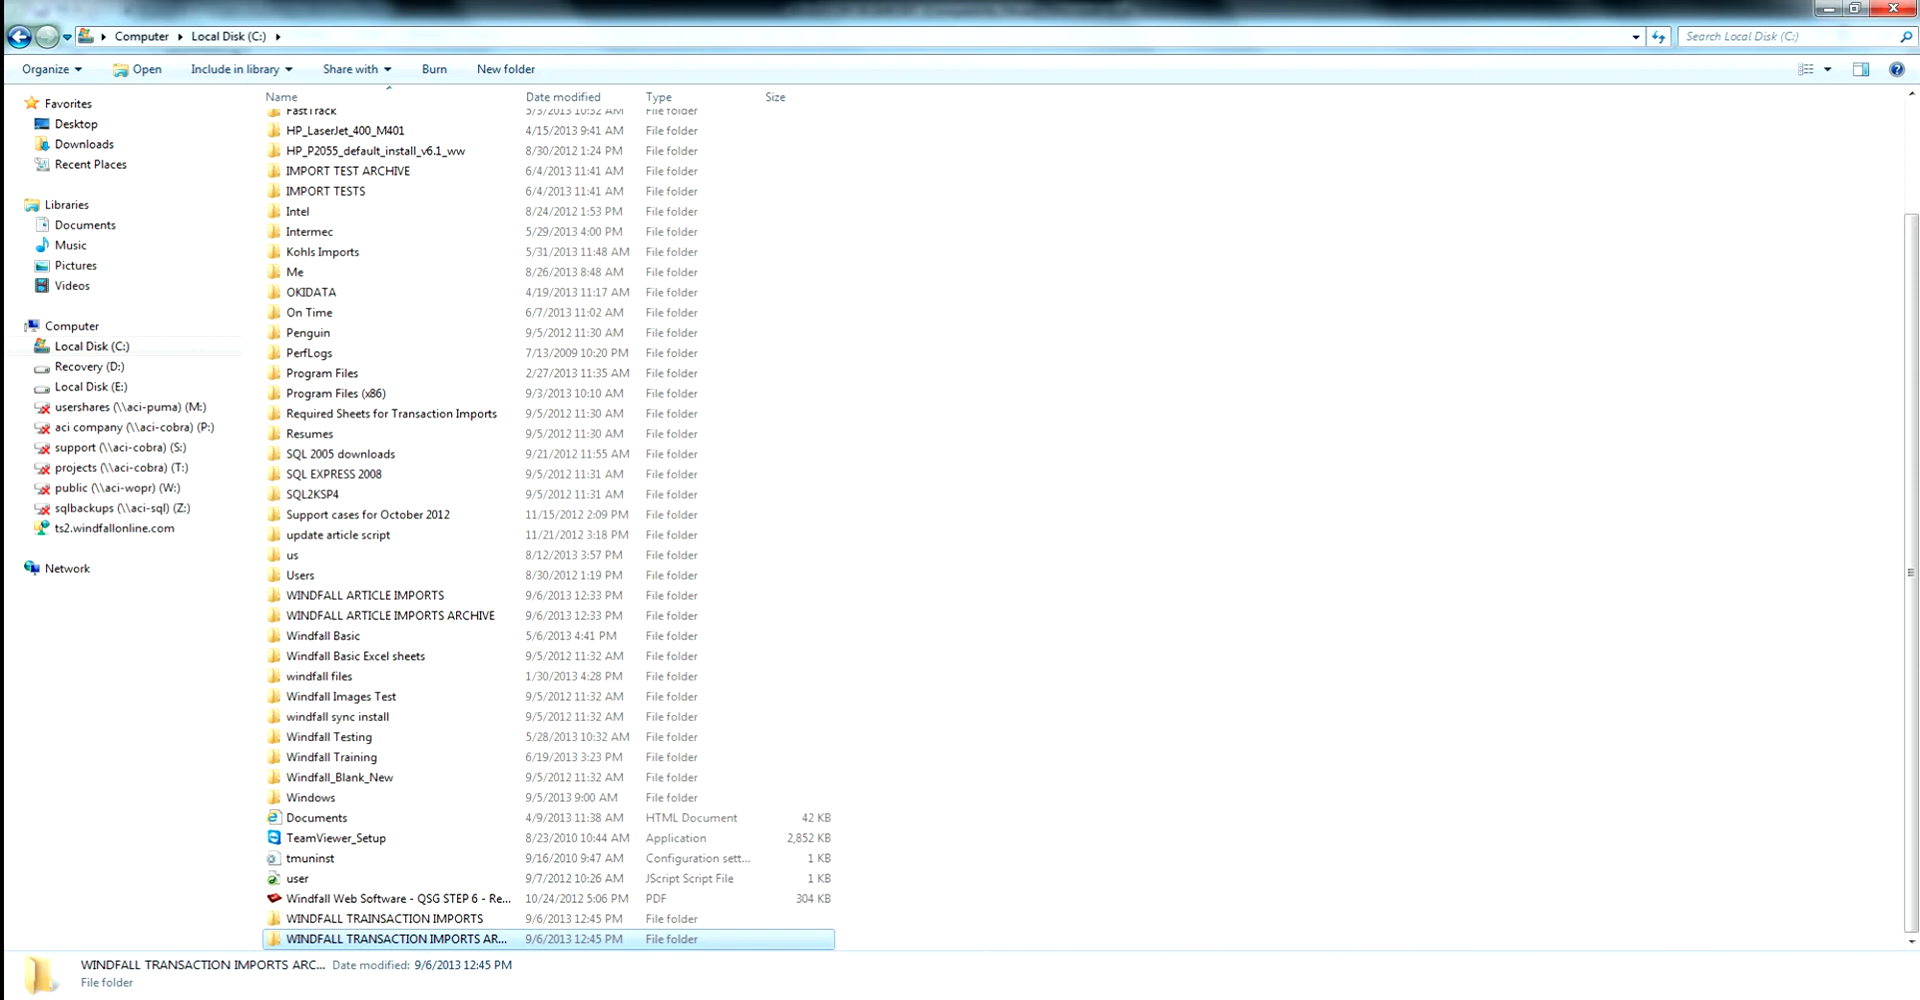 Computer ▸ Local Disk (C:) ▸ Search Local Disk (C:)
Organize Open Include in library Share with Burn New folder
Name Date modified Type Size
Favorites
Desktop
Downloads
Recent Places
Libraries
Documents
Music
Pictures
Videos
Computer
Local Disk (C:)
Recovery (D:)
Local Disk (E:)
usershares (\\aci-puma) (M:)
aci company (\\aci-cobra) (P:)
support (\\aci-cobra) (S:)
projects (\\aci-cobra) (T:)
public (\\aci-wopr) (W:)
sqlbackups (\\aci-sql) (Z:)
ts2.windfallonline.com
Network
FastTrack 5/3/2013 10:32 AM File folder
HP_LaserJet_400_M401 4/15/2013 9:41 AM File folder
HP_P2055_default_install_v6.1_ww 8/30/2012 1:24 PM File folder
IMPORT TEST ARCHIVE 6/4/2013 11:41 AM File folder
IMPORT TESTS 6/4/2013 11:41 AM File folder
Intel 8/24/2012 1:53 PM File folder
Intermec 5/29/2013 4:00 PM File folder
Kohls Imports 5/31/2013 11:48 AM File folder
Me 8/26/2013 8:48 AM File folder
OKIDATA 4/19/2013 11:17 AM File folder
On Time 6/7/2013 11:02 AM File folder
Penguin 9/5/2012 11:30 AM File folder
PerfLogs 7/13/2009 10:20 PM File folder
Program Files 2/27/2013 11:35 AM File folder
Program Files (x86) 9/3/2013 10:10 AM File folder
Required Sheets for Transaction Imports 9/5/2012 11:30 AM File folder
Resumes 9/5/2012 11:30 AM File folder
SQL 2005 downloads 9/21/2012 11:55 AM File folder
SQL EXPRESS 2008 9/5/2012 11:31 AM File folder
SQL2KSP4 9/5/2012 11:31 AM File folder
Support cases for October 2012 11/15/2012 2:09 PM File folder
update article script 11/21/2012 3:18 PM File folder
us 8/12/2013 3:57 PM File folder
Users 8/30/2012 1:19 PM File folder
WINDFALL ARTICLE IMPORTS 9/6/2013 12:33 PM File folder
WINDFALL ARTICLE IMPORTS ARCHIVE 9/6/2013 12:33 PM File folder
Windfall Basic 5/6/2013 4:41 PM File folder
Windfall Basic Excel sheets 9/5/2012 11:32 AM File folder
windfall files 1/30/2013 4:28 PM File folder
Windfall Images Test 9/5/2012 11:32 AM File folder
windfall sync install 9/5/2012 11:32 AM File folder
Windfall Testing 5/28/2013 10:32 AM File folder
Windfall Training 6/19/2013 3:23 PM File folder
Windfall_Blank_New 9/5/2012 11:32 AM File folder
Windows 9/5/2013 9:00 AM File folder
Documents 4/9/2013 11:38 AM HTML Document 42 KB
TeamViewer_Setup 8/23/2010 10:44 AM Application 2,852 KB
tmuninst 9/16/2010 9:47 AM Configuration sett... 1 KB
user 9/7/2012 10:26 AM JScript Script File 1 KB
Windfall Web Software - QSG STEP 6 - Re... 10/24/2012 5:06 PM PDF 304 KB
WINDFALL TRAINSACTION IMPORTS 9/6/2013 12:45 PM File folder
WINDFALL TRANSACTION IMPORTS AR... 9/6/2013 12:45 PM File folder
WINDFALL TRANSACTION IMPORTS ARC... Date modified: 9/6/2013 12:45 PM
File folder